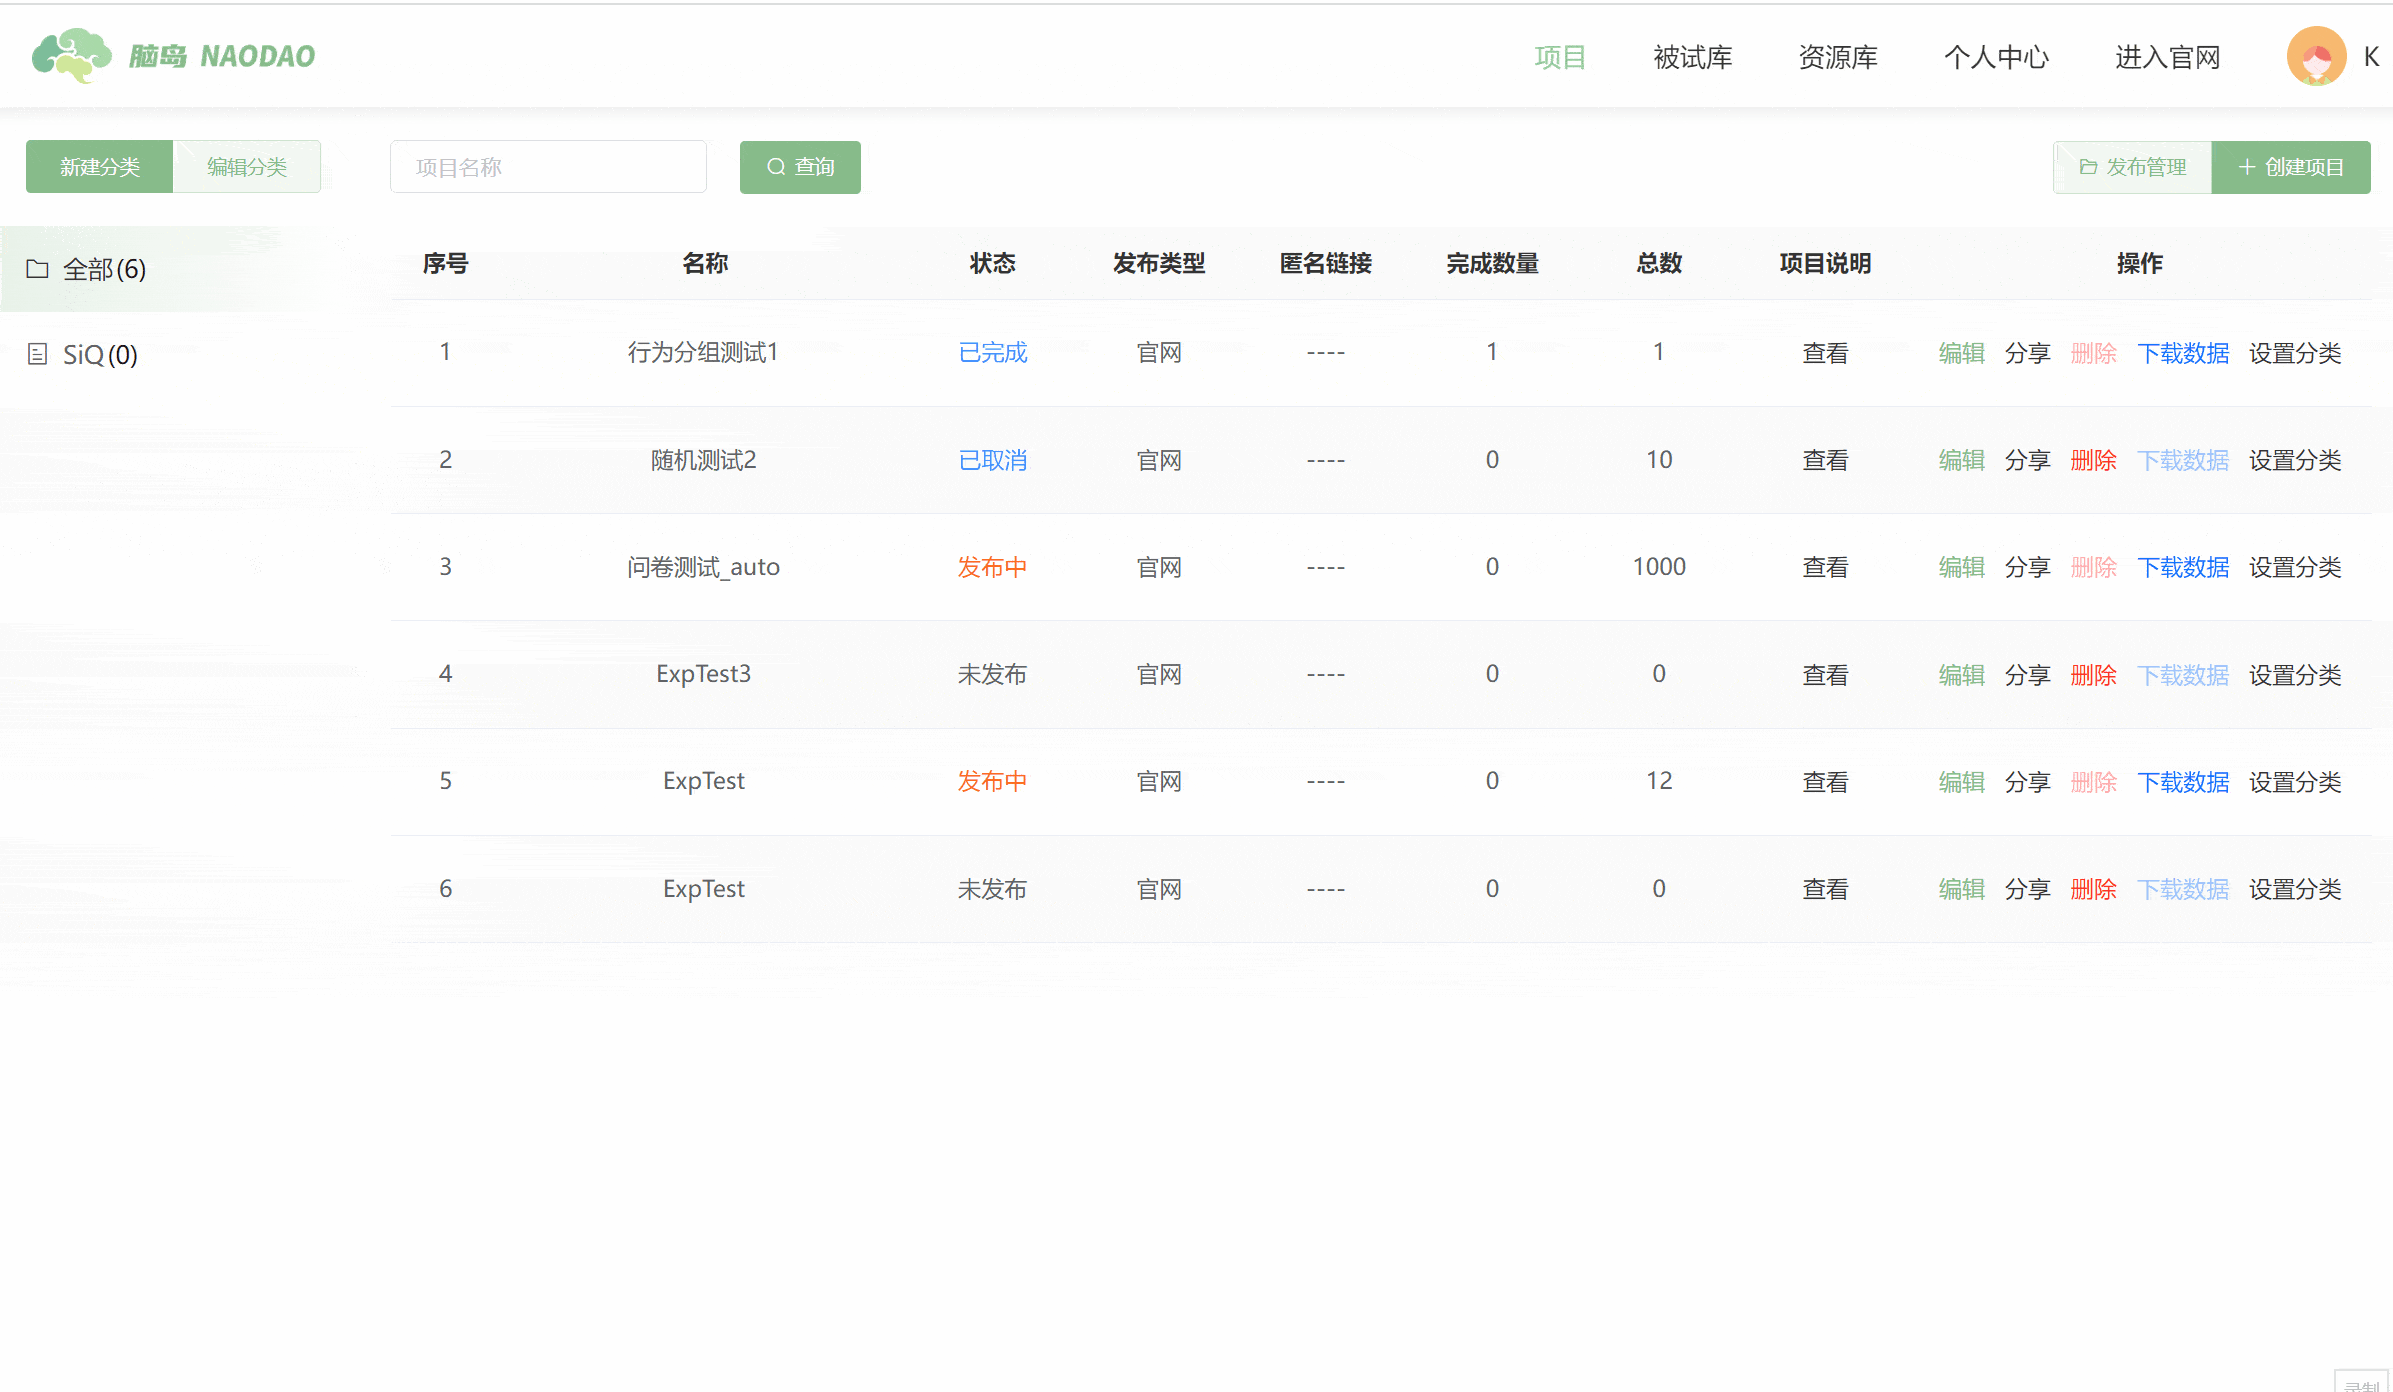 脑岛 NAODAO
项目 被试库 资源库 个人中心 进入官网 K
新建分类 编辑分类 项目名称 查询 发布管理 创建项目
全部(6)
SiQ(0)
序号 名称 状态 发布类型 匿名链接 完成数量 总数 项目说明 操作
1 行为分组测试1 已完成 官网 ---- 1 1 查看 编辑 分享 删除 下载数据 设置分类
2 随机测试2 已取消 官网 ---- 0 10 查看 编辑 分享 删除 下载数据 设置分类
3 问卷测试_auto 发布中 官网 ---- 0 1000 查看 编辑 分享 删除 下载数据 设置分类
4 ExpTest3 未发布 官网 ---- 0 0 查看 编辑 分享 删除 下载数据 设置分类
5 ExpTest 发布中 官网 ---- 0 12 查看 编辑 分享 删除 下载数据 设置分类
6 ExpTest 未发布 官网 ---- 0 0 查看 编辑 分享 删除 下载数据 设置分类